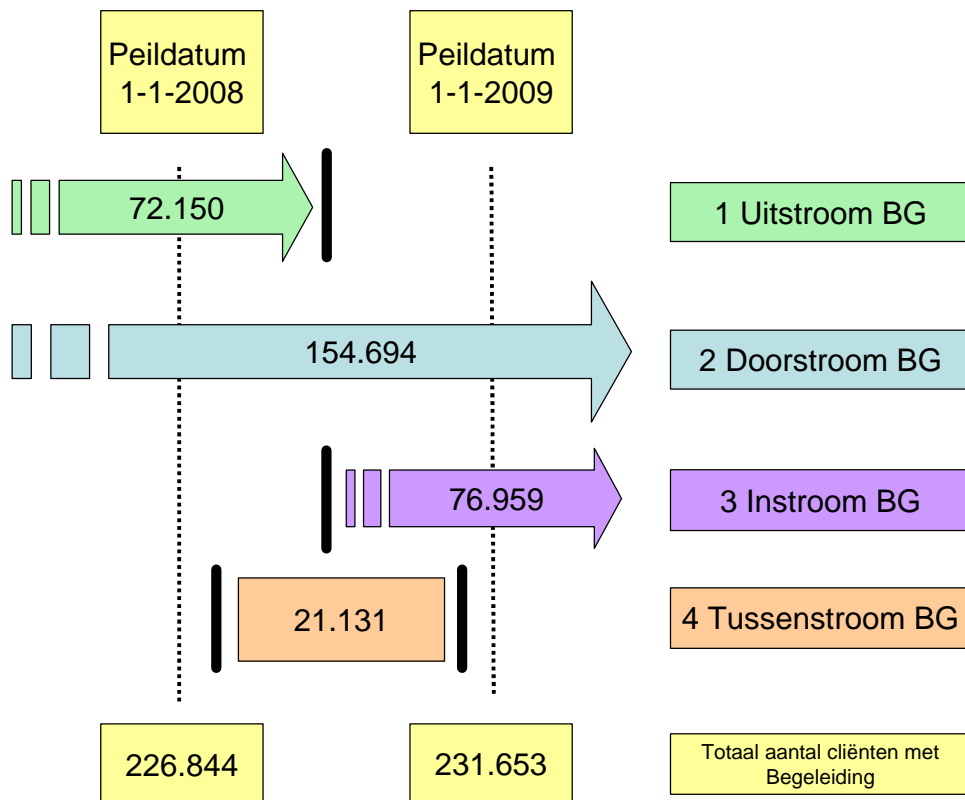 Peildatum
1-1-2008
Peildatum
1-1-2009
72.150
1 Uitstroom BG
154.694
2 Doorstroom BG
76.959
3 Instroom BG
21.131
4 Tussenstroom BG
226.844
231.653
Totaal aantal cliënten met
Begeleiding